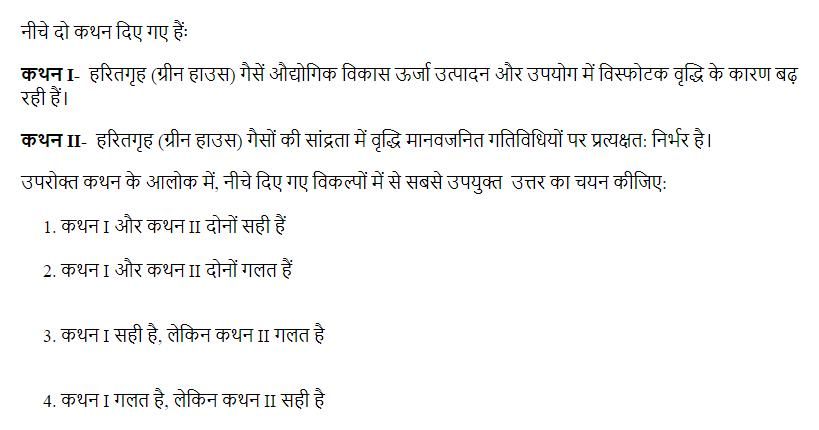 नीचे दो कथन दिए गए हैंः
कथन I- हरितगृह (ग्रीन हाउस) गैसें औद्योगिक विकास ऊर्जा उत्पादन और उपयोग में विस्फोटक वृद्धि के कारण बढ़
रही हैं।
कथन II- हरितगृह (ग्रीन हाउस) गैसों की सांद्रता में वृद्धि मानवजनित गतिविधियों पर प्रत्यक्षत: निर्भर है।
उपरोक्त कथन के आलोक में, नीचे दिए गए विकल्पों में से सबसे उपयुक्त उत्तर का चयन कीजिए:
1. कथन I और कथन II दोनों सही हैं
2. कथन I और कथन II दोनों गलत हैं
3. कथन I सही है, लेकिन कथन II गलत है
4. कथन I गलत है, लेकिन कथन II सही है